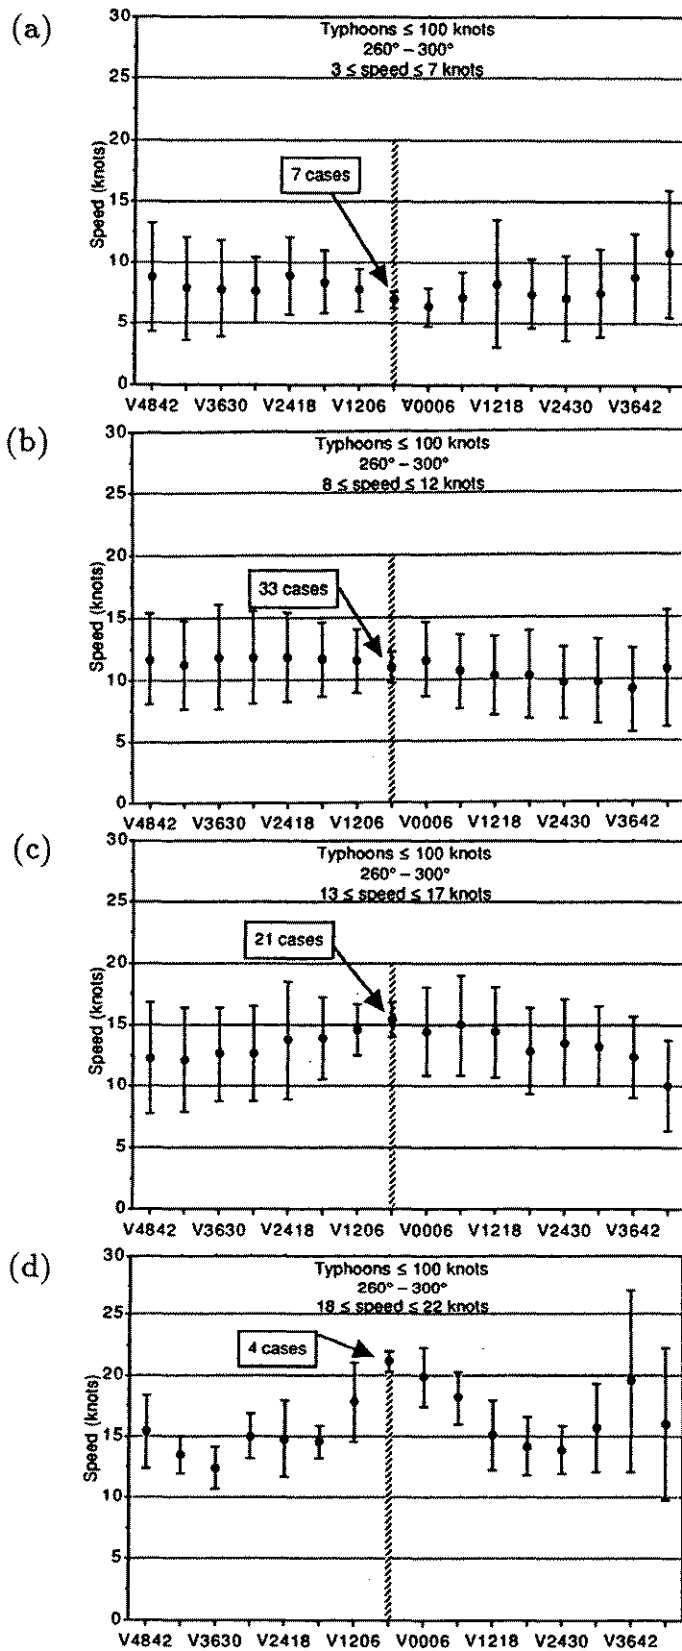 (a)
Typhoons ≤ 100 knots
260° – 300°
3 ≤ speed ≤ 7 knots
7 cases
Speed (knots)
30
25
20
15
10
5
0
V4842 V3630 V2418 V1206 V0006 V1218 V2430 V3642
(b)
Typhoons ≤ 100 knots
260° – 300°
8 ≤ speed ≤ 12 knots
33 cases
Speed (knots)
30
25
20
15
10
5
0
V4842 V3630 V2418 V1206 V0006 V1218 V2430 V3642
(c)
Typhoons ≤ 100 knots
260° – 300°
13 ≤ speed ≤ 17 knots
21 cases
Speed (knots)
30
25
20
15
10
5
0
V4842 V3630 V2418 V1206 V0006 V1218 V2430 V3642
(d)
Typhoons ≤ 100 knots
260° – 300°
18 ≤ speed ≤ 22 knots
4 cases
Speed (knots)
30
25
20
15
10
5
0
V4842 V3630 V2418 V1206 V0006 V1218 V2430 V3642